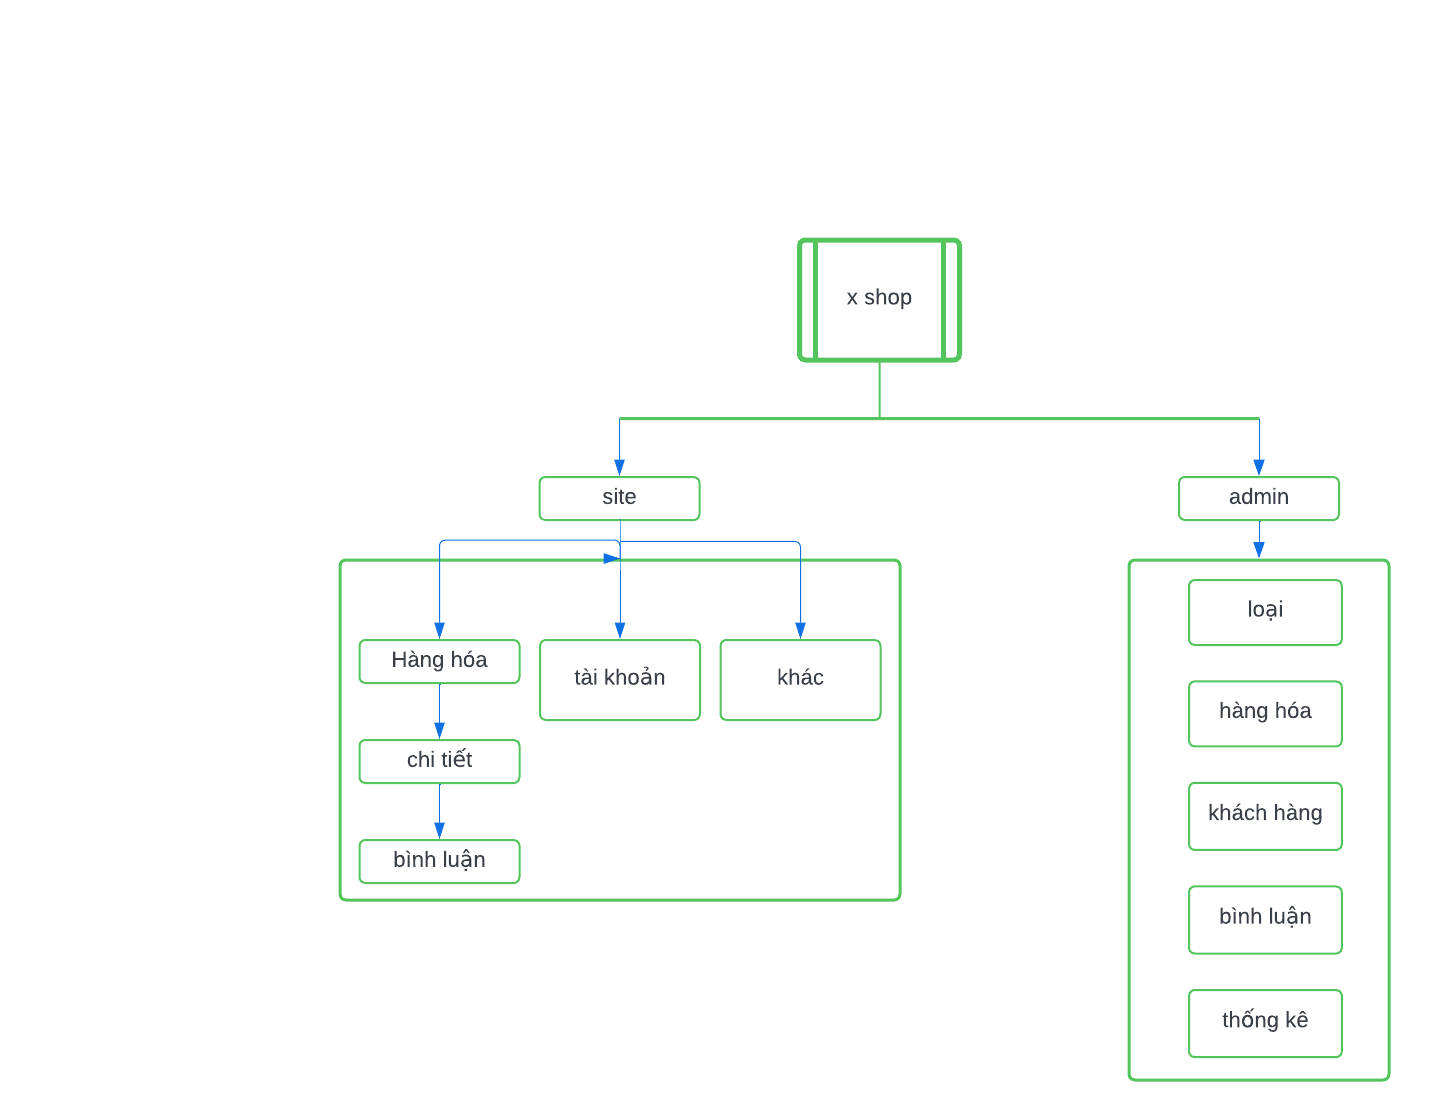 x shop
site
admin
Hàng hóa
tài khoản
khác
chi tiết
bình luận
loại
hàng hóa
khách hàng
bình luận
thống kê